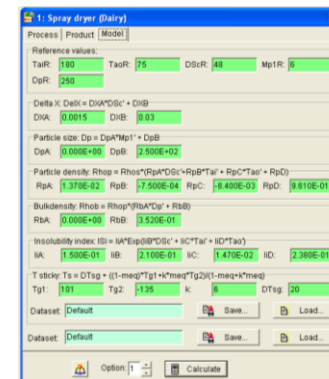 1: Spray dryer (Dairy)
Process Product Model
Reference values:
TaiR: 180 TaoR: 75 DScR: 48 Mp1R: 6
DpR: 250
Delta X: DelX = DXA*DSc' + DXB
DXA: 0.0015 DXB: 0.03
Particle size: Dp = DpA*Mp1' + DpB
DpA: 0.000E+00 DpB: 2.500E+02
Particle density: Rhop = Rhos*(RpA*DSc'+RpB*Tai' + RpC*Tao' + RpD)
RpA: 1.370E-02 RpB: -7.500E-04 RpC: -8.400E-03 RpD: 9.610E-01
Bulkdensity: Rhob = Rhop*(RbA*Dp' + RbB)
RbA: 0.000E+00 RbB: 3.520E-01
Insolubility index: ISi = IiA*Exp(IiB*DSc' + IiC*Tai' + IiD*Tao')
IiA: 1.500E-01 IiB: 2.100E-01 IiC: 1.470E-02 IiD: 2.380E-01
T sticky: Ts = DTsg + ((1-meq)*Tg1+k*meq*Tg2)/(1-meq+k*meq)
Tg1: 101 Tg2: -135 k: 6 DTsg: 20
Dataset: Default Save... Load...
Dataset: Default Save... Load...
Option: 1 Calculate